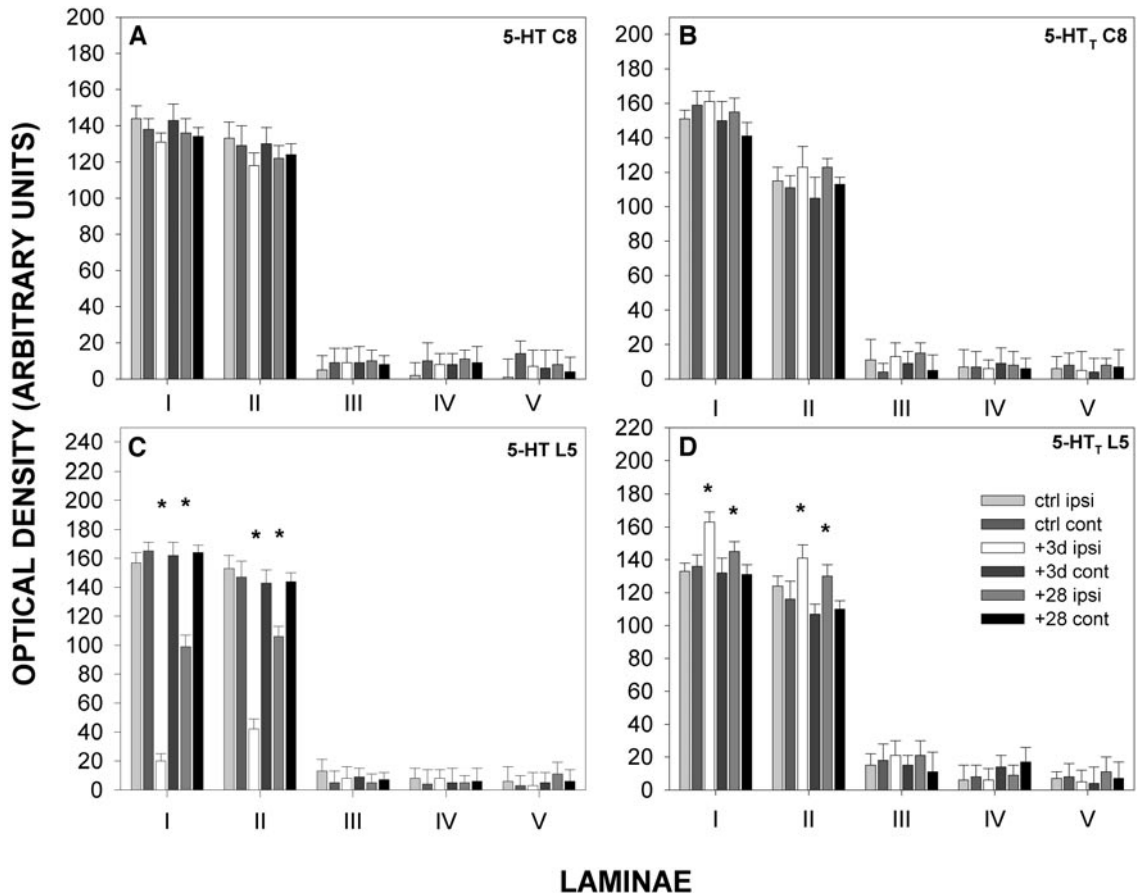 OPTICAL DENSITY (ARBITRARY UNITS)
A
5-HT C8
200
180
160
140
120
100
80
60
40
20
0
I II III IV V
B
5-HT_T C8
200
180
160
140
120
100
80
60
40
20
0
I II III IV V
C
5-HT L5
240
220
200
180
160
140
120
100
80
60
40
20
0
* * * *
I II III IV V
D
5-HT_T L5
220
200
180
160
140
120
100
80
60
40
20
0
* * * *
ctrl ipsi
ctrl cont
+3d ipsi
+3d cont
+28 ipsi
+28 cont
I II III IV V
LAMINAE